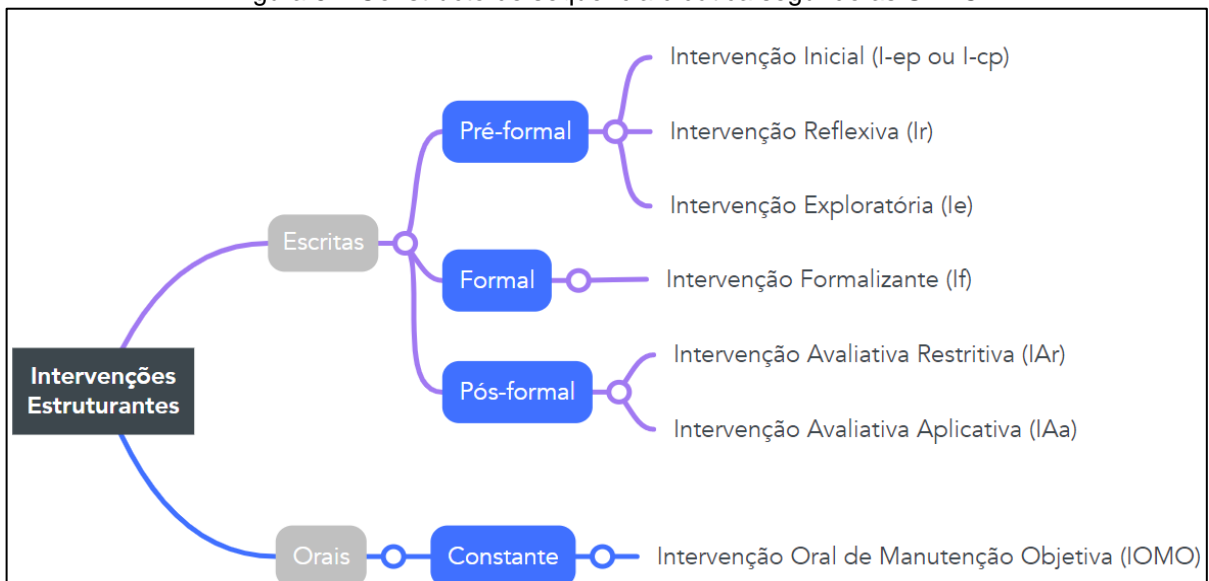 Intervenção Inicial (I-ep ou I-cp)
Pré-formal
Intervenção Reflexiva (Ir)
Intervenção Exploratória (Ie)
Escritas
Formal
Intervenção Formalizante (If)
Intervenções
Estruturantes
Intervenção Avaliativa Restritiva (IAr)
Pós-formal
Intervenção Avaliativa Aplicativa (IAa)
Orais
Constante
Intervenção Oral de Manutenção Objetiva (IOMO)